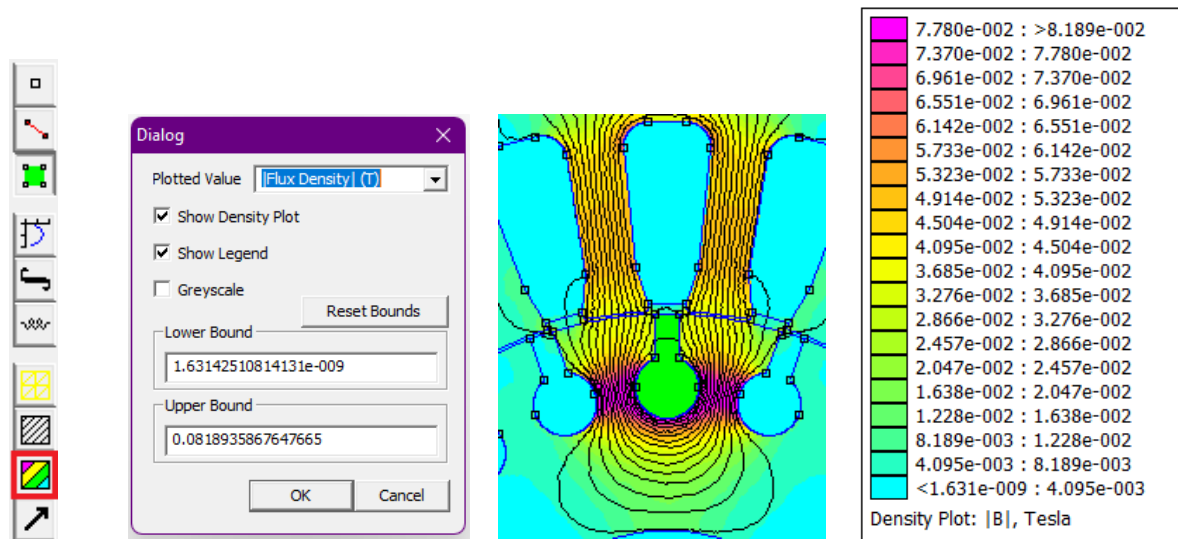 Dialog
Plotted Value |Flux Density| (T)
Show Density Plot
Show Legend
Greyscale
Reset Bounds
Lower Bound
1.63142510814131e-009
Upper Bound
0.0818935867647665
OK Cancel
7.780e-002 : >8.189e-002
7.370e-002 : 7.780e-002
6.961e-002 : 7.370e-002
6.551e-002 : 6.961e-002
6.142e-002 : 6.551e-002
5.733e-002 : 6.142e-002
5.323e-002 : 5.733e-002
4.914e-002 : 5.323e-002
4.504e-002 : 4.914e-002
4.095e-002 : 4.504e-002
3.685e-002 : 4.095e-002
3.276e-002 : 3.685e-002
2.866e-002 : 3.276e-002
2.457e-002 : 2.866e-002
2.047e-002 : 2.457e-002
1.638e-002 : 2.047e-002
1.228e-002 : 1.638e-002
8.189e-003 : 1.228e-002
4.095e-003 : 8.189e-003
<1.631e-009 : 4.095e-003
Density Plot: |B|, Tesla